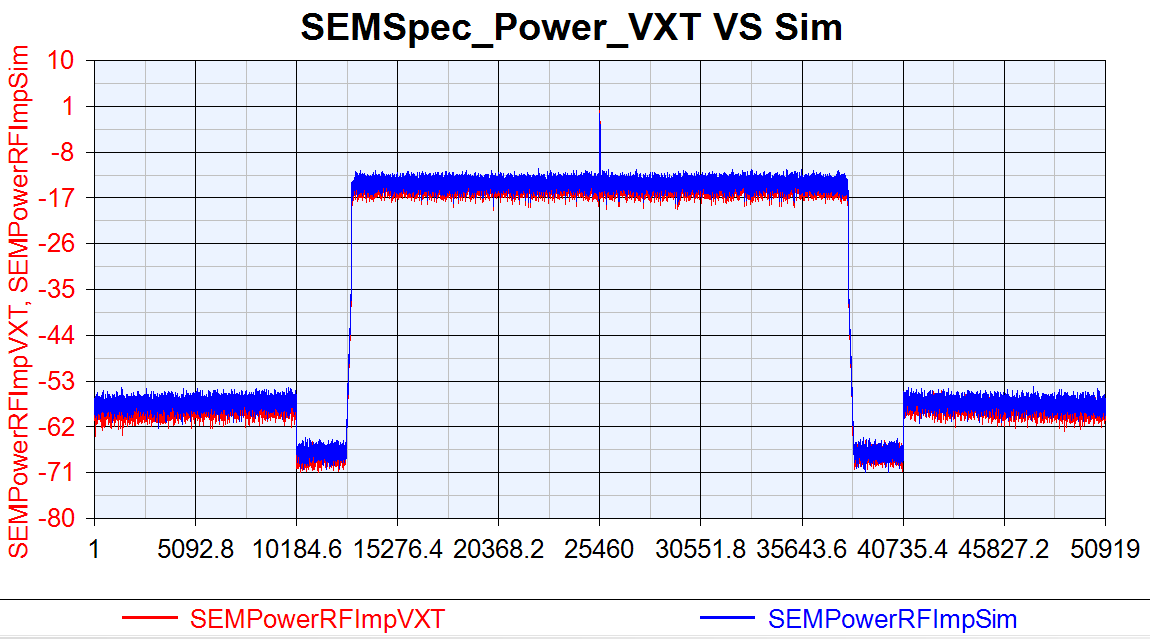 SEMSpec_Power_VXT VS Sim
SEMPowerRFImpVXT, SEMPowerRFImpSim
10
1
-8
-17
-26
-35
-44
-53
-62
-71
-80
1 5092.8 10184.6 15276.4 20368.2 25460 30551.8 35643.6 40735.4 45827.2 50919
SEMPowerRFImpVXT SEMPowerRFImpSim